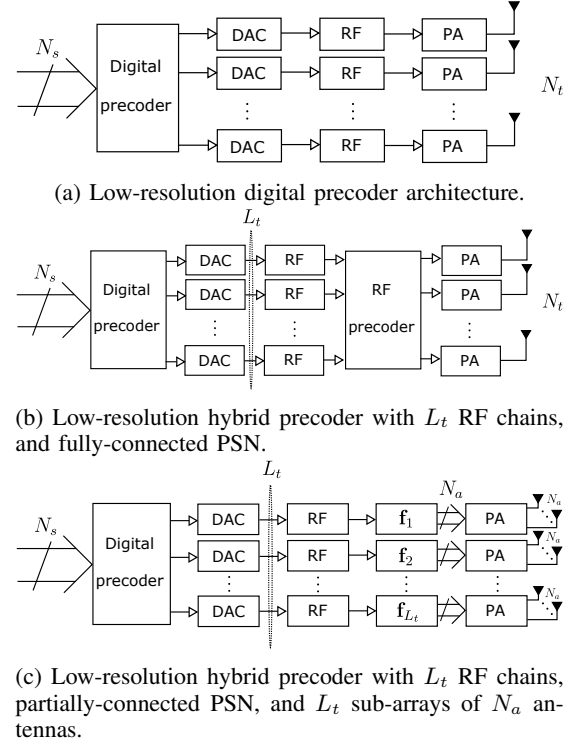 N_s
Digital precoder
DAC RF PA
DAC RF PA
DAC RF PA
N_t
(a) Low-resolution digital precoder architecture.
L_t
N_s
Digital precoder
DAC RF
DAC RF
DAC RF
RF precoder
PA
PA
PA
N_t
(b) Low-resolution hybrid precoder with L_t RF chains,
and fully-connected PSN.
L_t
N_s
Digital precoder
N_a
DAC RF f_1 PA N_a
DAC RF f_2 PA N_a
DAC RF f_{L_t} PA N_a
(c) Low-resolution hybrid precoder with L_t RF chains,
partially-connected PSN, and L_t sub-arrays of N_a an-
tennas.